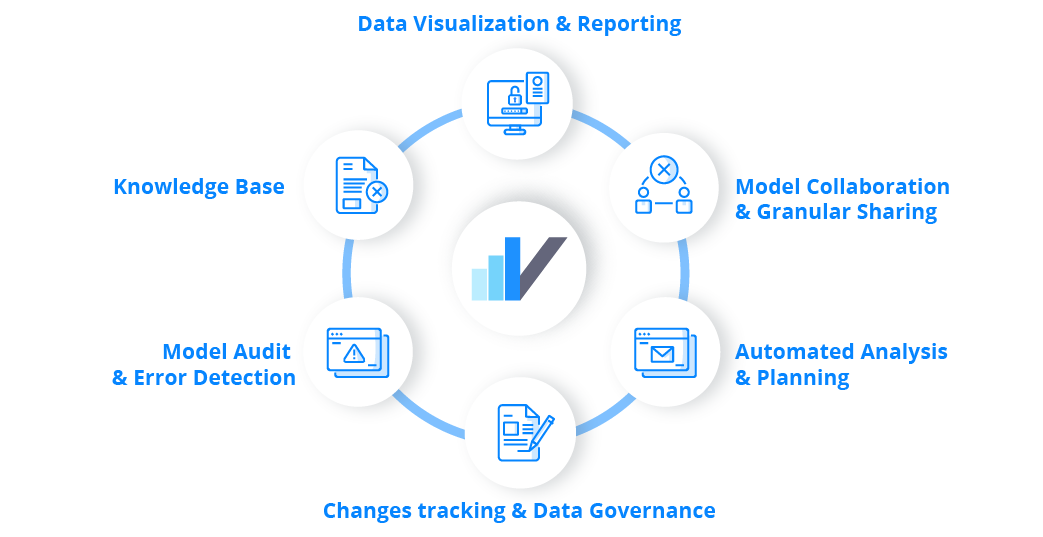 Data Visualization & Reporting
Knowledge Base
Model Collaboration
& Granular Sharing
Model Audit
& Error Detection
Automated Analysis
& Planning
Changes tracking & Data Governance